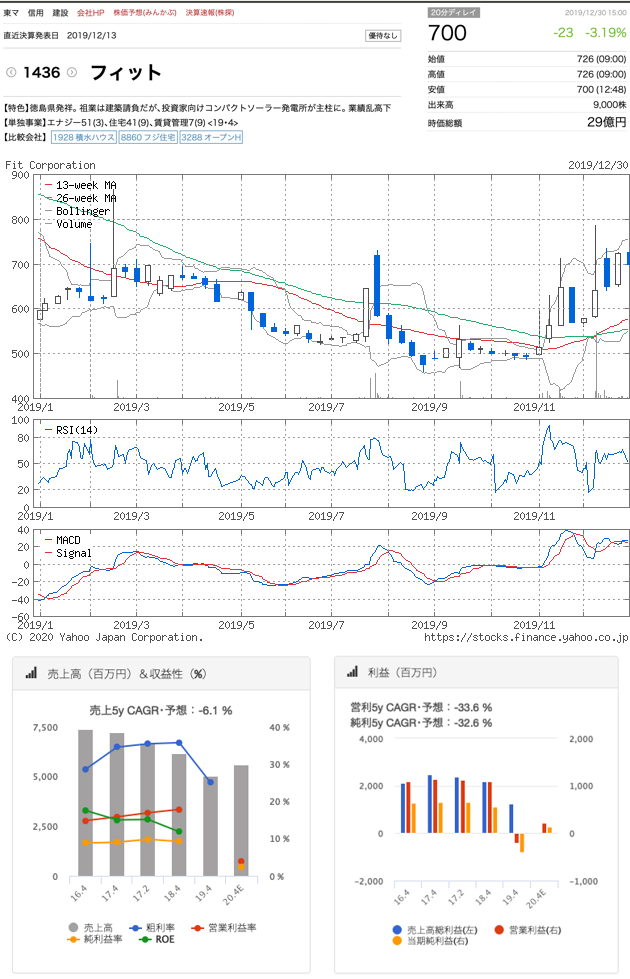 東マ 信用 建設 会社HP 株価予想(みんかぶ) 決算速報(株探)
直近決算発表日 2019/12/13 優待なし
1436 フィット
20分ディレイ 2019/12/30 15:00
700 -23 -3.19%
始値 726 (09:00)
高値 726 (09:00)
安値 700 (12:48)
出来高 9,000株
時価総額 29億円
【特色】徳島県発祥。祖業は建築請負だが、投資家向けコンパクトソーラー発電所が主柱に。業績乱高下
【単独事業】エナジー51(3)、住宅41(9)、賃貸管理7(9) <19・4>
【比較会社】 1928 積水ハウス 8860 フジ住宅 3288 オープンH
Fit Corporation 2019/12/30
13-week MA
26-week MA
Bollinger
Volume
900
800
700
600
500
400
2019/1 2019/3 2019/5 2019/7 2019/9 2019/11
RSI(14)
100
80
50
20
0
2019/1 2019/3 2019/5 2019/7 2019/9 2019/11
MACD
Signal
40
20
0
-20
-40
-60
2019/1 2019/3 2019/5 2019/7 2019/9 2019/11
(C) 2020 Yahoo Japan Corporation. https://stocks.finance.yahoo.co.jp
売上高（百万円）＆収益性（%）
売上5y CAGR・予想：-6.1 %
7,500
5,000
2,500
0
40 %
30 %
20 %
10 %
0 %
16.4 17.4 17.2 18.4 19.4 20.4E
売上高 粗利率 営業利益率
純利益率 ROE
利益（百万円）
営利5y CAGR・予想：-33.6 %
純利5y CAGR・予想：-32.6 %
4,000
2,000
0
-2,000
2,000
1,000
0
-1,000
16.4 17.4 17.2 18.4 19.4 20.4E
売上高総利益(左) 営業利益(右)
当期純利益(右)